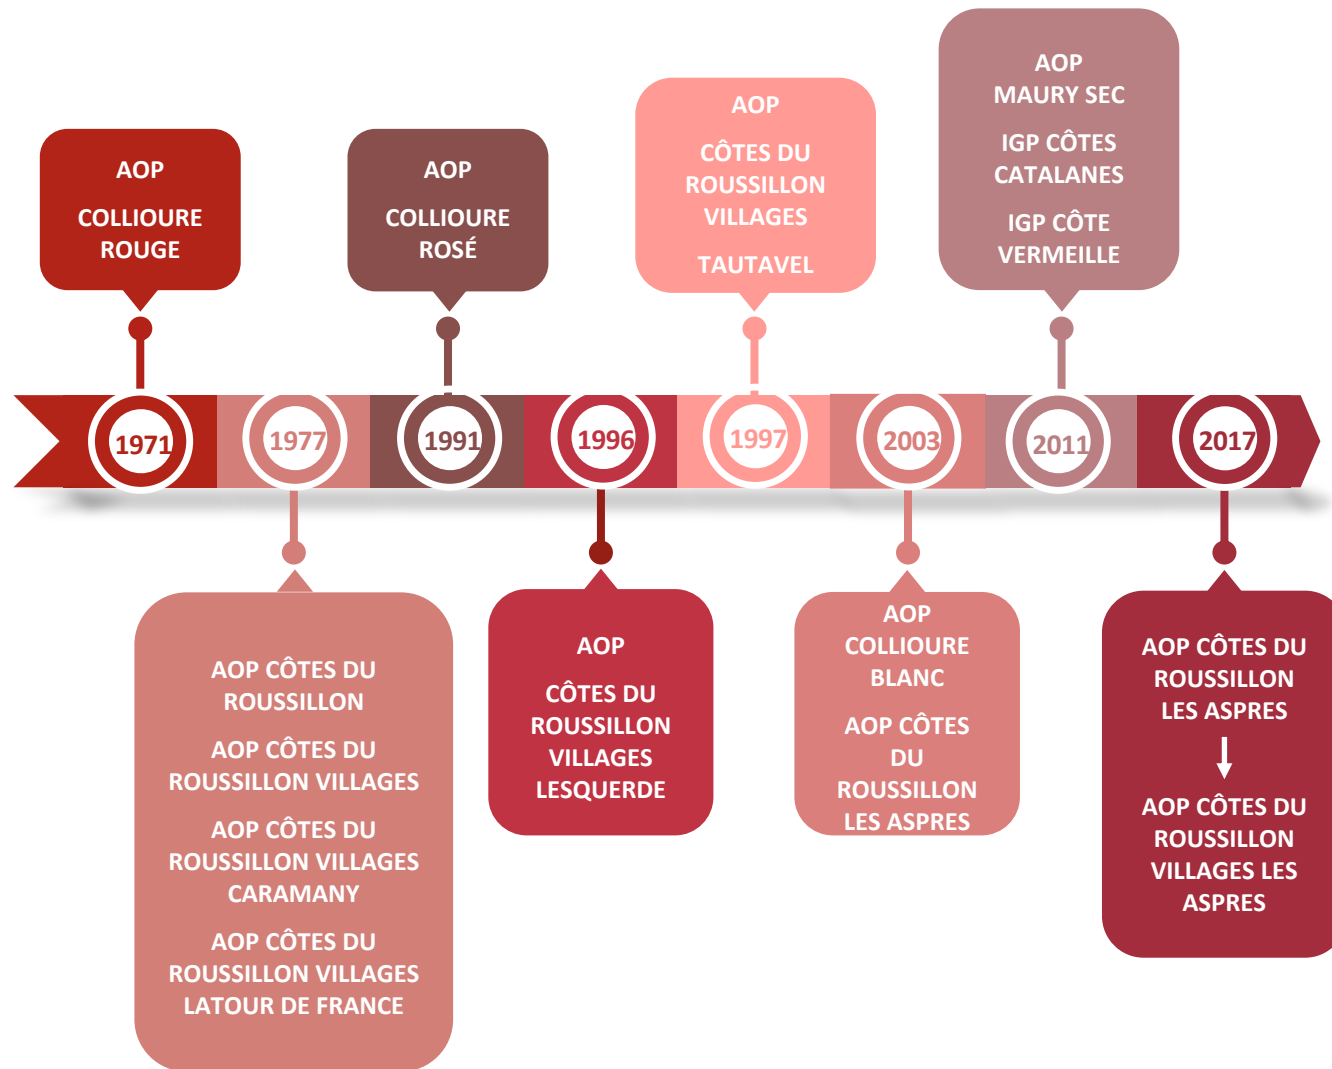 AOP
COLLIOURE
ROUGE
AOP
COLLIOURE
ROSÉ
AOP
CÔTES DU
ROUSSILLON
VILLAGES
TAUTAVEL
AOP
MAURY SEC
IGP CÔTES
CATALANES
IGP CÔTE
VERMEILLE
1971
1977
1991
1996
1997
2003
2011
2017
AOP CÔTES DU
ROUSSILLON
AOP CÔTES DU
ROUSSILLON VILLAGES
AOP CÔTES DU
ROUSSILLON VILLAGES
CARAMANY
AOP CÔTES DU
ROUSSILLON VILLAGES
LATOUR DE FRANCE
AOP
CÔTES DU
ROUSSILLON
VILLAGES
LESQUERDE
AOP
COLLIOURE
BLANC
AOP CÔTES
DU
ROUSSILLON
LES ASPRES
AOP CÔTES DU
ROUSSILLON
LES ASPRES
AOP CÔTES DU
ROUSSILLON
VILLAGES LES
ASPRES